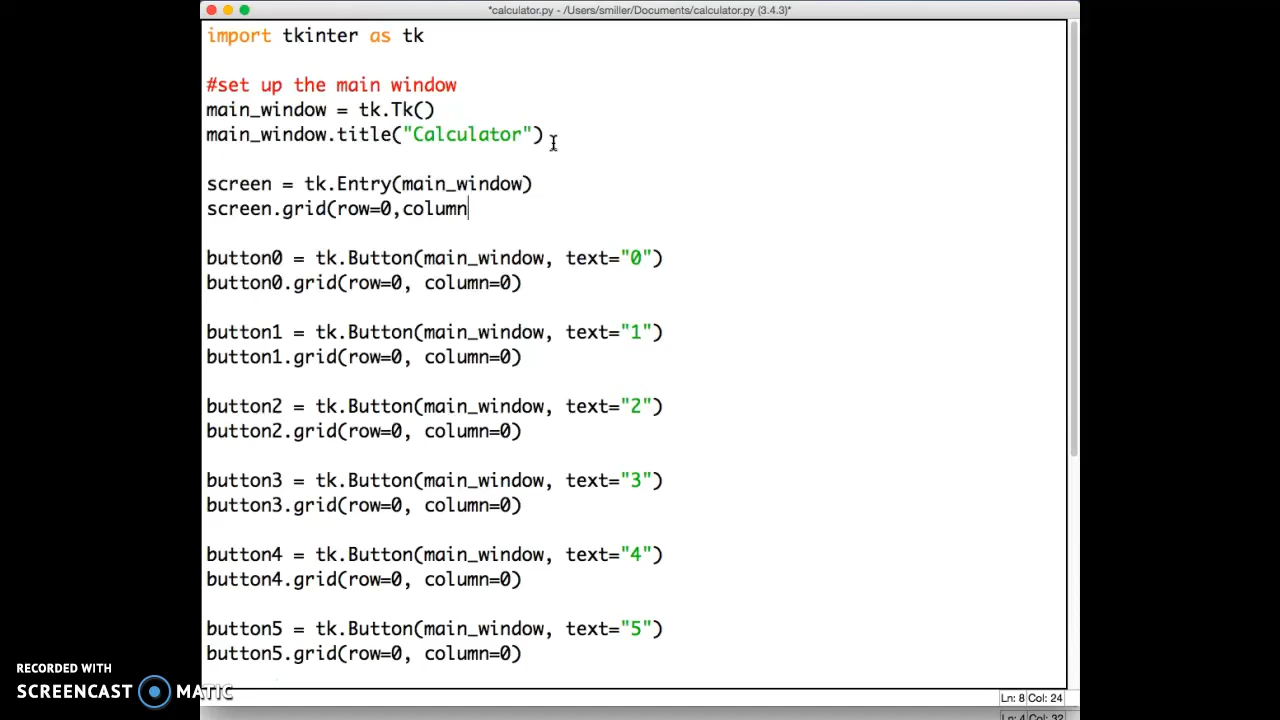 *calculator.py - /Users/smiller/Documents/calculator.py (3.4.3)*
import tkinter as tk
#set up the main window
main_window = tk.Tk()
main_window.title("Calculator")
screen = tk.Entry(main_window)
screen.grid(row=0,column
button0 = tk.Button(main_window, text="0")
button0.grid(row=0, column=0)
button1 = tk.Button(main_window, text="1")
button1.grid(row=0, column=0)
button2 = tk.Button(main_window, text="2")
button2.grid(row=0, column=0)
button3 = tk.Button(main_window, text="3")
button3.grid(row=0, column=0)
button4 = tk.Button(main_window, text="4")
button4.grid(row=0, column=0)
button5 = tk.Button(main_window, text="5")
button5.grid(row=0, column=0)
RECORDED WITH
SCREENCAST MATIC
Ln: 8 Col: 24
Ln: 4 Col: 32